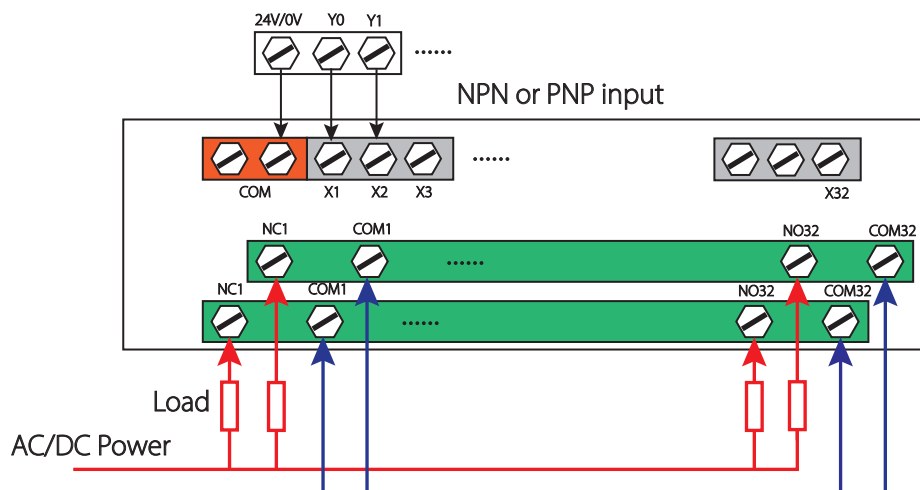 24V/0V Y0 Y1 ······
NPN or PNP input
COM X1 X2 X3 ······ X32
NC1 COM1 ······ NO32 COM32
NC1 COM1 ······ NO32 COM32
Load
AC/DC Power